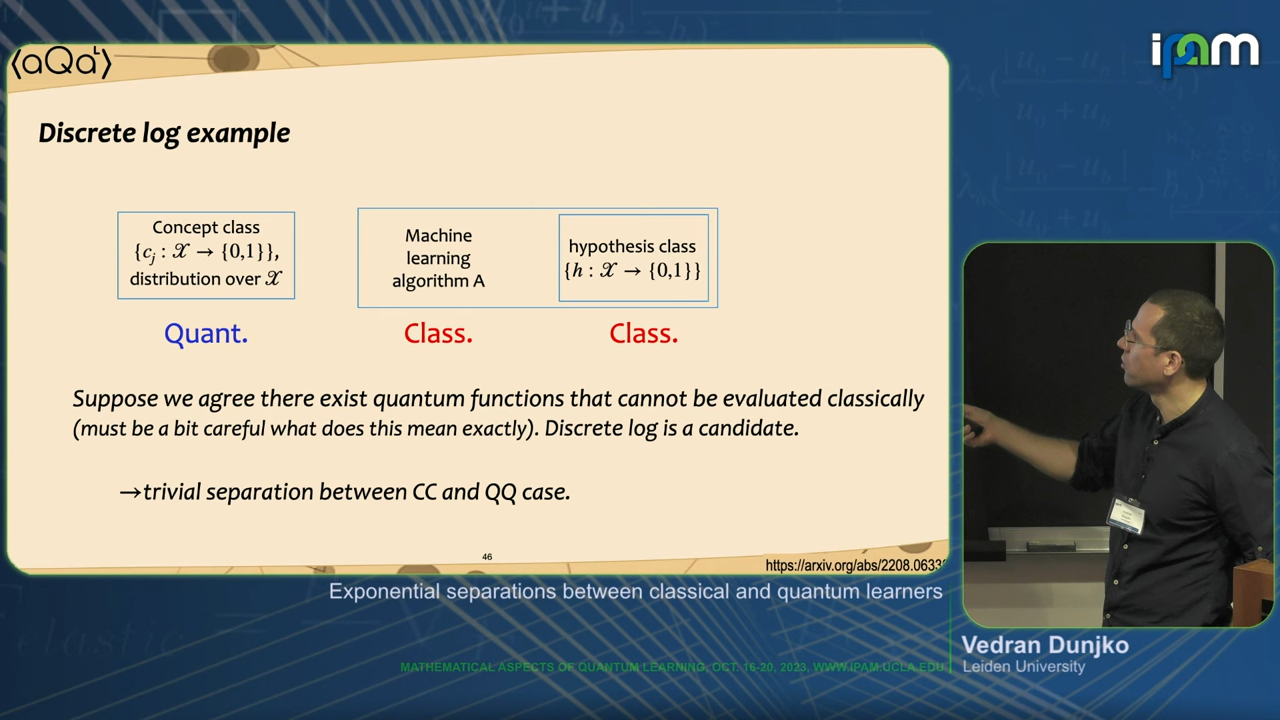 ⟨aQaᴸ⟩
ipam
Discrete log example
Concept class
{cⱼ : 𝒳 → {0,1}},
distribution over 𝒳
Machine
learning
algorithm A
hypothesis class
{h : 𝒳 → {0,1}}
Quant.
Class.
Class.
Suppose we agree there exist quantum functions that cannot be evaluated classically
(must be a bit careful what does this mean exactly). Discrete log is a candidate.
→trivial separation between CC and QQ case.
46
https://arxiv.org/abs/2208.0633
Exponential separations between classical and quantum learners
Vedran Dunjko
Leiden University
MATHEMATICAL ASPECTS OF QUANTUM LEARNING, OCT. 16-20, 2023, WWW.IPAM.UCLA.EDU
elastic